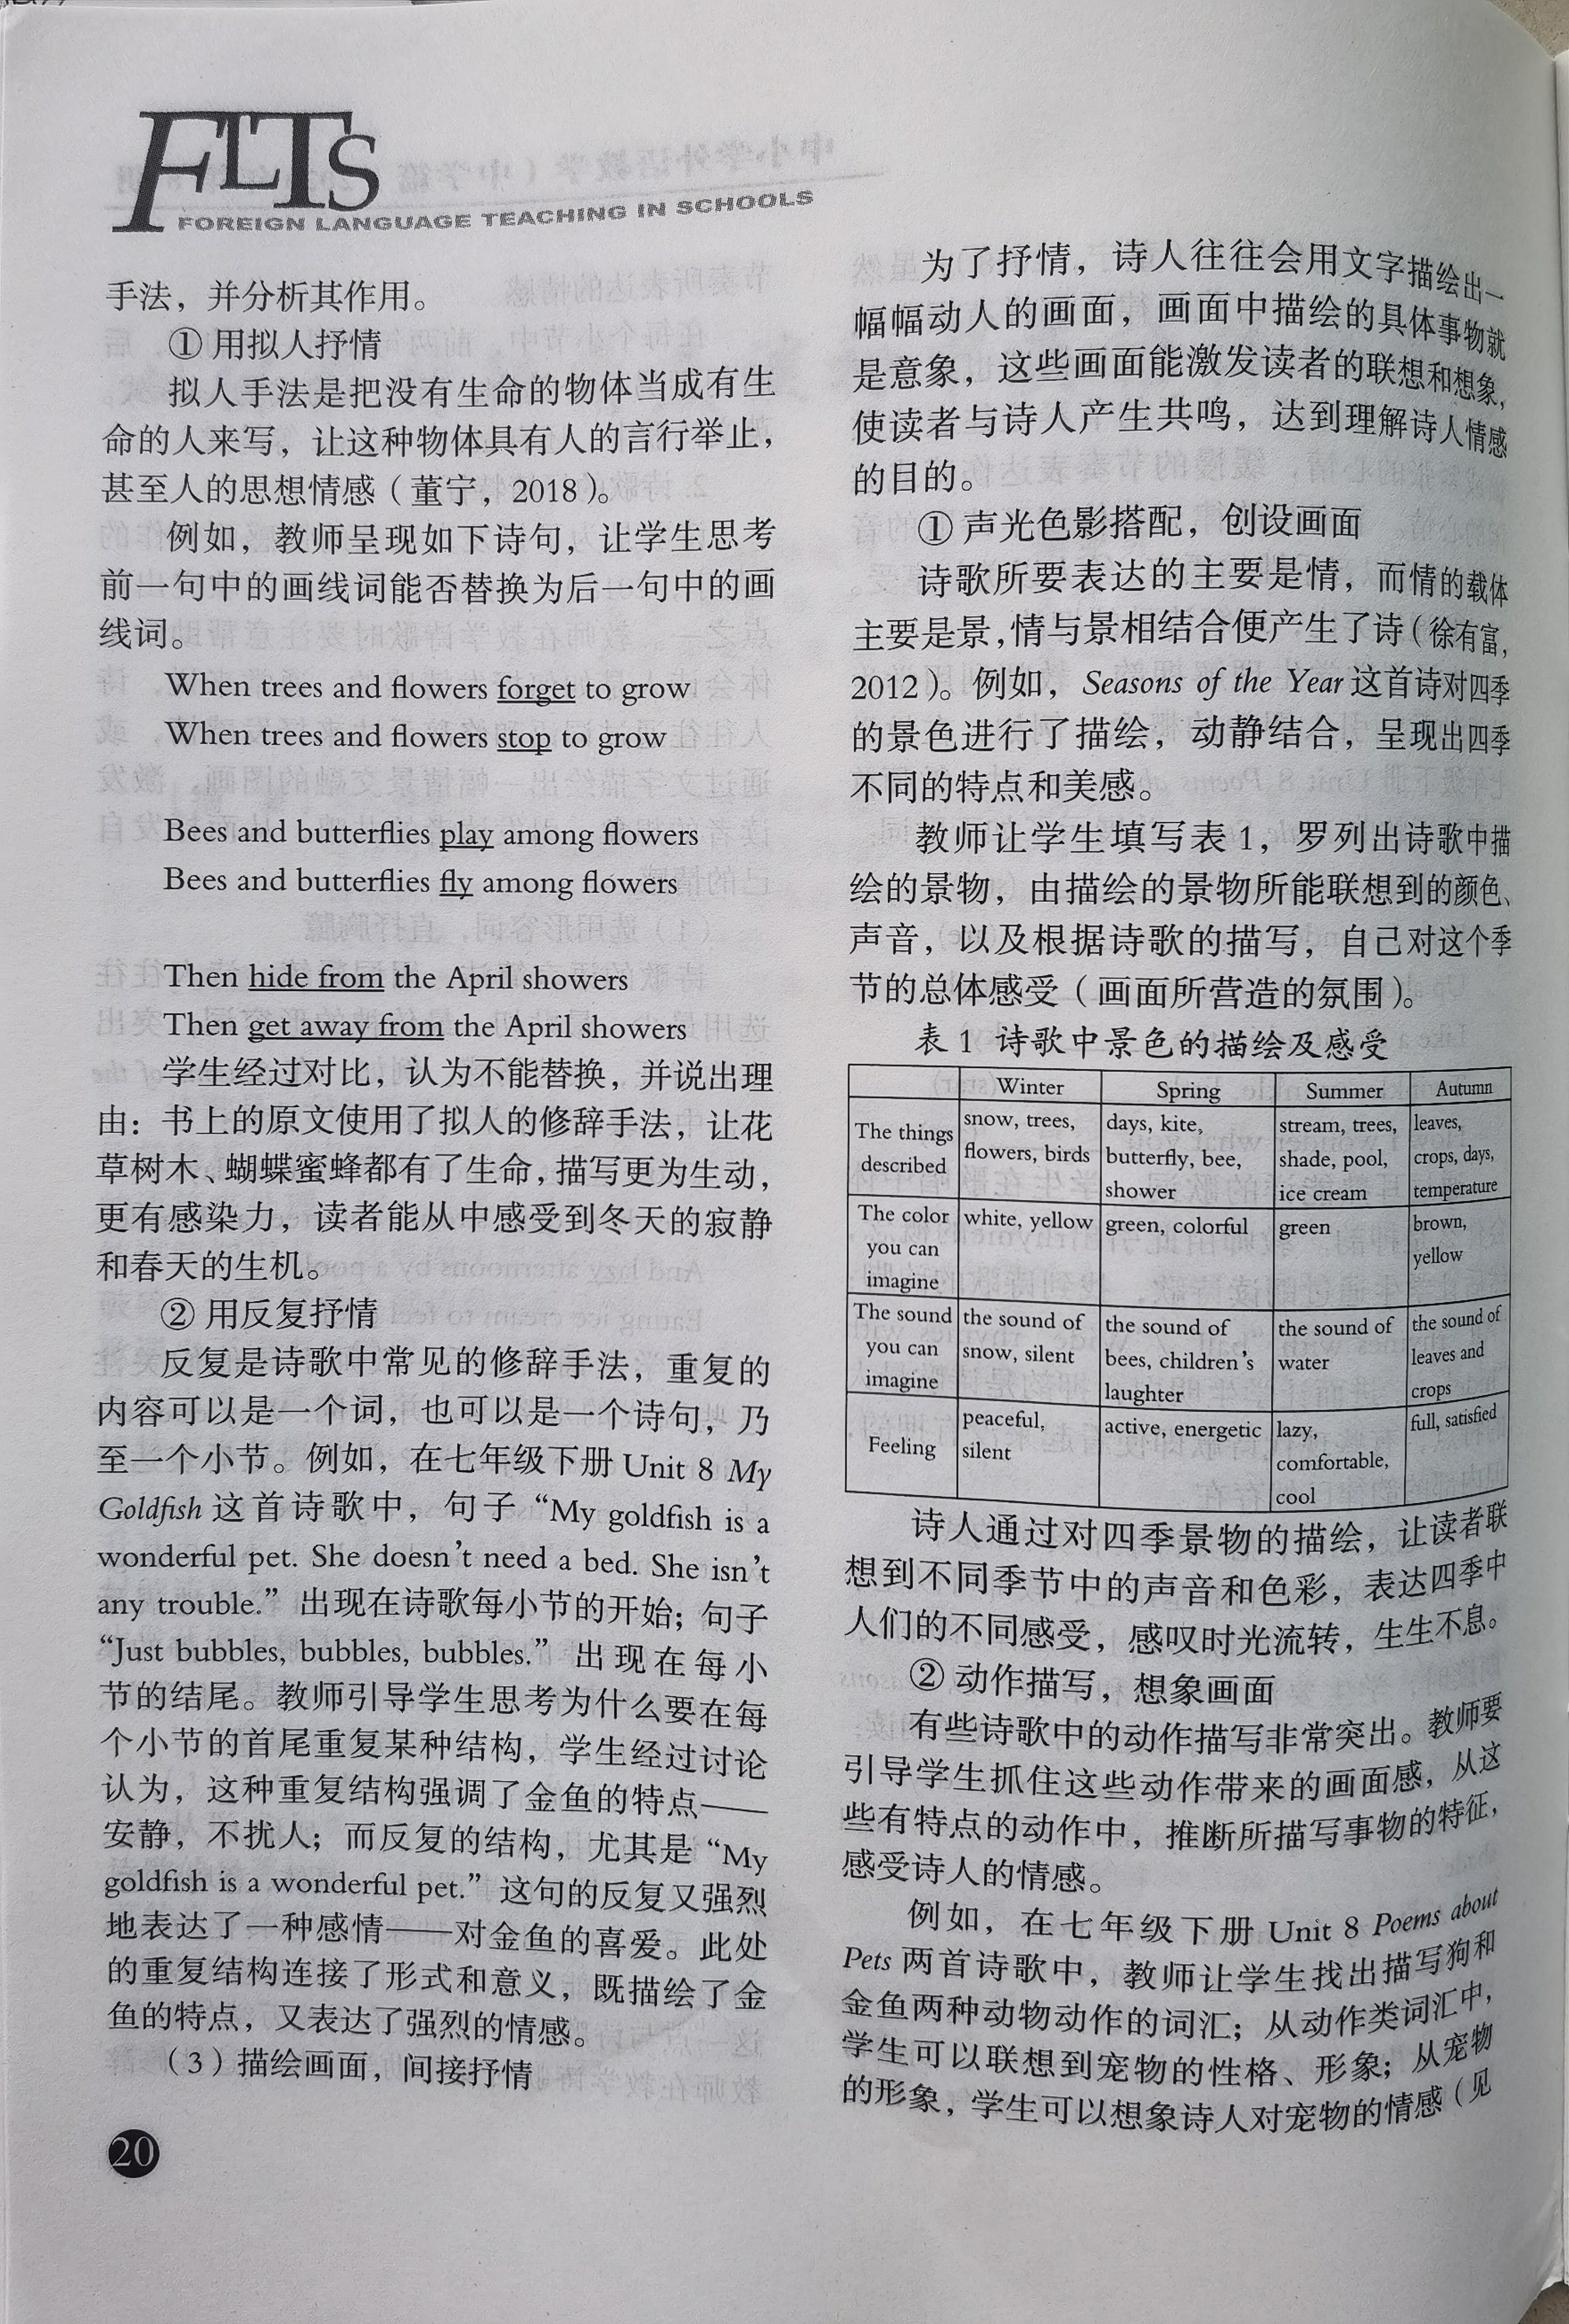 FLTS
FOREIGN LANGUAGE TEACHING IN SCHOOLS
手法，并分析其作用。
① 用拟人抒情
拟人手法是把没有生命的物体当成有生
命的人来写，让这种物体具有人的言行举止，
甚至人的思想情感（董宁，2018）。
例如，教师呈现如下诗句，让学生思考
前一句中的画线词能否替换为后一句中的画
线词。
When trees and flowers forget to grow
When trees and flowers stop to grow
Bees and butterflies play among flowers
Bees and butterflies fly among flowers
Then hide from the April showers
Then get away from the April showers
学生经过对比，认为不能替换，并说出理
由：书上的原文使用了拟人的修辞手法，让花
草树木、蝴蝶蜜蜂都有了生命，描写更为生动，
更有感染力，读者能从中感受到冬天的寂静
和春天的生机。
② 用反复抒情
反复是诗歌中常见的修辞手法，重复的
内容可以是一个词，也可以是一个诗句，乃
至一个小节。例如，在七年级下册 Unit 8 My
Goldfish 这首诗歌中，句子 “My goldfish is a
wonderful pet. She doesn’t need a bed. She isn’t
any trouble.” 出现在诗歌每小节的开始；句子
“Just bubbles, bubbles, bubbles.” 出现在每小
节的结尾。教师引导学生思考为什么要在每
个小节的首尾重复某种结构，学生经过讨论
认为，这种重复结构强调了金鱼的特点——
安静，不扰人；而反复的结构，尤其是 “My
goldfish is a wonderful pet.” 这句的反复又强烈
地表达了一种感情——对金鱼的喜爱。此处
的重复结构连接了形式和意义，既描绘了金
鱼的特点，又表达了强烈的情感。
（3）描绘画面，间接抒情
20
为了抒情，诗人往往会用文字描绘出一
幅幅动人的画面，画面中描绘的具体事物就
是意象，这些画面能激发读者的联想和想象，
使读者与诗人产生共鸣，达到理解诗人情感
的目的。
① 声光色影搭配，创设画面
诗歌所要表达的主要是情，而情的载体
主要是景，情与景相结合便产生了诗（徐有富，
2012）。例如，Seasons of the Year 这首诗对四季
的景色进行了描绘，动静结合，呈现出四季
不同的特点和美感。
教师让学生填写表 1，罗列出诗歌中描
绘的景物，由描绘的景物所能联想到的颜色、
声音，以及根据诗歌的描写，自己对这个季
节的总体感受（画面所营造的氛围）。
表 1 诗歌中景色的描绘及感受
Winter Spring Summer Autumn
The things described snow, trees, flowers, birds days, kite, butterfly, bee, shower stream, trees, shade, pool, ice cream leaves, crops, days, temperature
The color you can imagine white, yellow green, colorful green brown, yellow
The sound you can imagine the sound of snow, silent the sound of bees, children’s laughter the sound of water the sound of leaves and crops
Feeling peaceful, silent active, energetic lazy, comfortable, cool full, satisfied
诗人通过对四季景物的描绘，让读者联
想到不同季节中的声音和色彩，表达四季中
人们的不同感受，感叹时光流转，生生不息。
② 动作描写，想象画面
有些诗歌中的动作描写非常突出。教师要
引导学生抓住这些动作带来的画面感，从这
些有特点的动作中，推断所描写事物的特征，
感受诗人的情感。
例如，在七年级下册 Unit 8 Poems about
Pets 两首诗歌中，教师让学生找出描写狗和
金鱼两种动物动作的词汇；从动作类词汇中，
学生可以联想到宠物的性格、形象；从宠物
的形象，学生可以想象诗人对宠物的情感（见